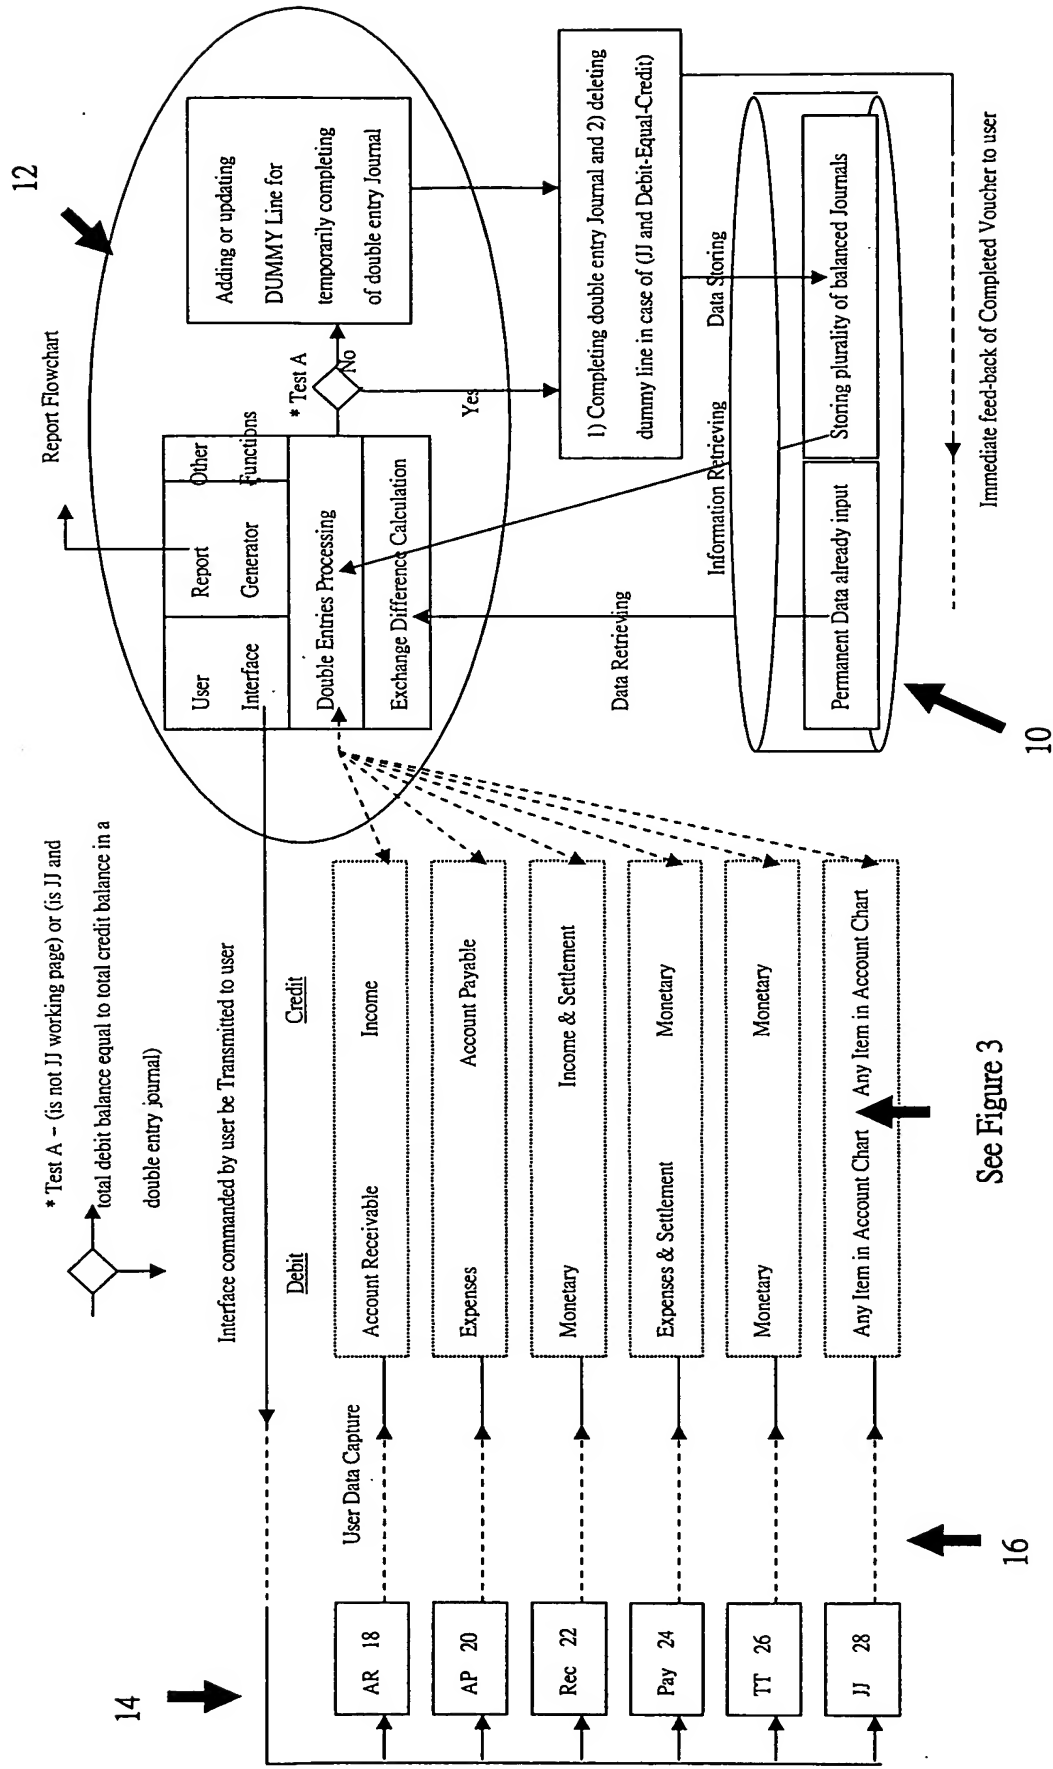 14
12
* Test A – (is not JJ working page) or (is JJ and
total debit balance equal to total credit balance in a
double entry journal)
Report Flowchart
Interface commanded by user be Transmitted to user
User
Interface
Report
Generator
Other
Functions
Double Entries Processing
Exchange Difference Calculation
* Test A
No
Yes
Adding or updating
DUMMY Line for
temporarily completing
of double entry Journal
1) Completing double entry Journal and 2) deleting
dummy line in case of (JJ and Debit-Equal-Credit)
Debit
Credit
User Data Capture
AR 18
Account Receivable
Income
AP 20
Expenses
Account Payable
Rec 22
Monetary
Income & Settlement
Pay 24
Expenses & Settlement
Monetary
TT 26
Monetary
Monetary
JJ 28
Any Item in Account Chart
Any Item in Account Chart
Data Retrieving
Information Retrieving
Data Storing
Permanent Data already input
Storing plurality of balanced Journals
Immediate feed-back of Completed Voucher to user
16
See Figure 3
10